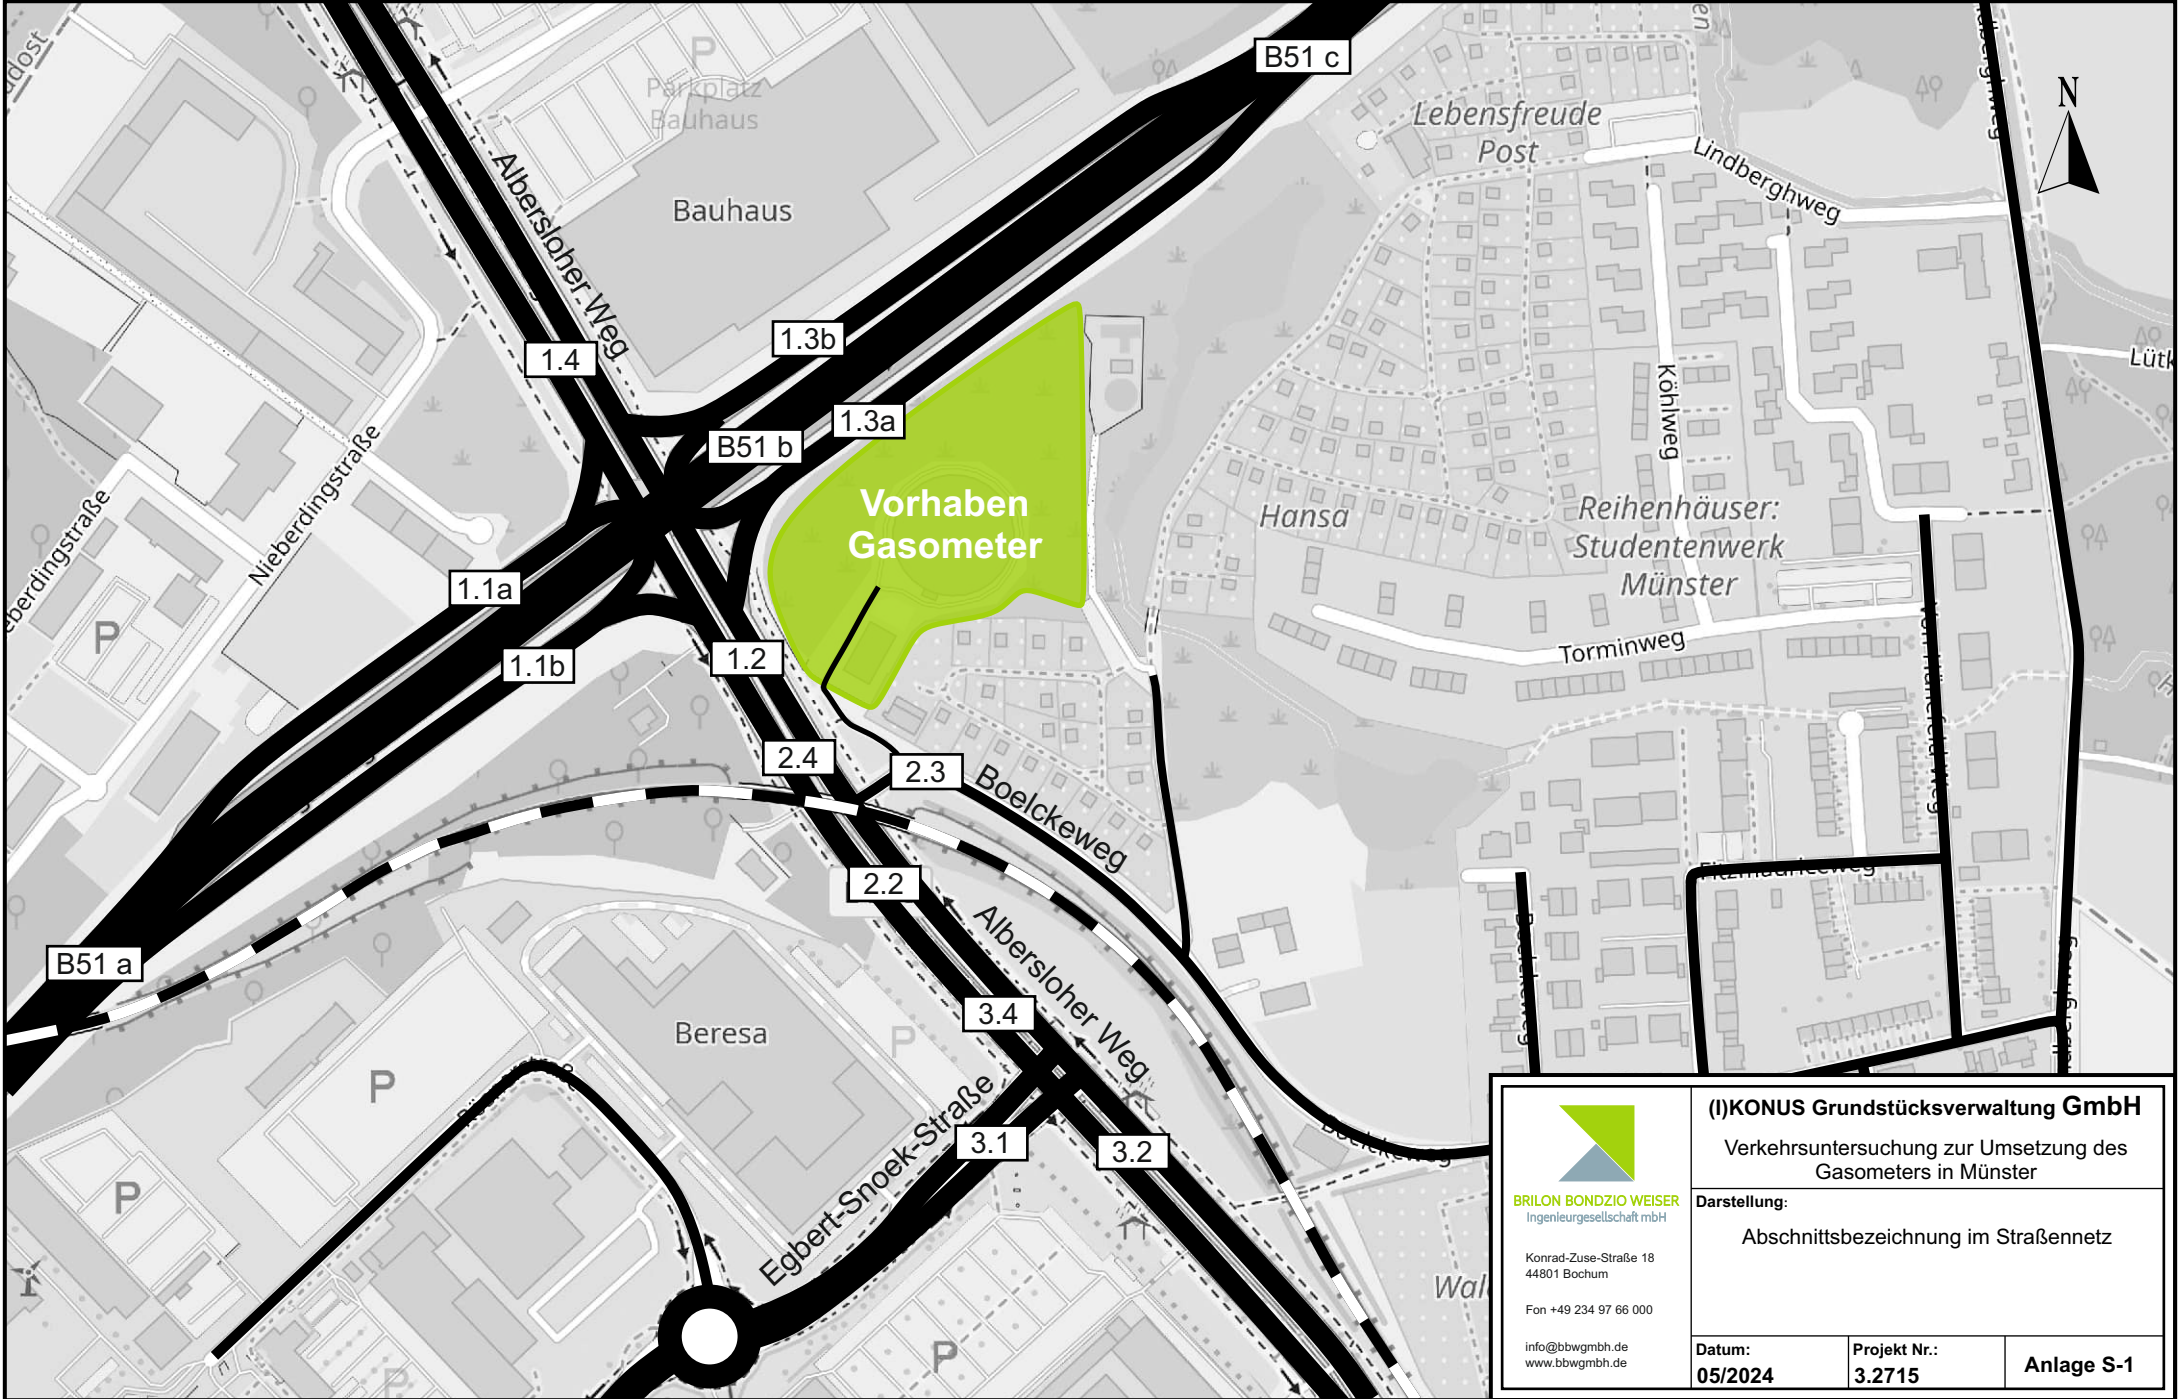 B51 c
N
P
Parkplatz
Bauhaus
Lebensfreude
Post
Lindberghweg
Albersloher Weg
Bauhaus
1.3b
1.4
Lütk
1.3a
Köhlweg
B51 b
Nieberdingstraße
Vorhaben
Gasometer
Hansa
Reihenhäuser:
Studentenwerk
Münster
eberdingstraße
1.1a
P
1.1b
1.2
Torminweg
2.4
2.3
Boelckeweg
2.2
Fitzmauriceweg
Albersloher Weg
Boelckeweg
B51 a
Beresa
3.4
P
P
Egbert-Snoek-Straße
3.1
3.2
Boelckeweg
P
P
P
(I)KONUS Grundstücksverwaltung GmbH
Verkehrsuntersuchung zur Umsetzung des
Gasometers in Münster
BRILON BONDZIO WEISER
Ingenieurgesellschaft mbH
Darstellung:
Abschnittsbezeichnung im Straßennetz
Konrad-Zuse-Straße 18
44801 Bochum
Fon +49 234 97 66 000
info@bbwgmbh.de
www.bbwgmbh.de
Datum:
05/2024
Projekt Nr.:
3.2715
Anlage S-1